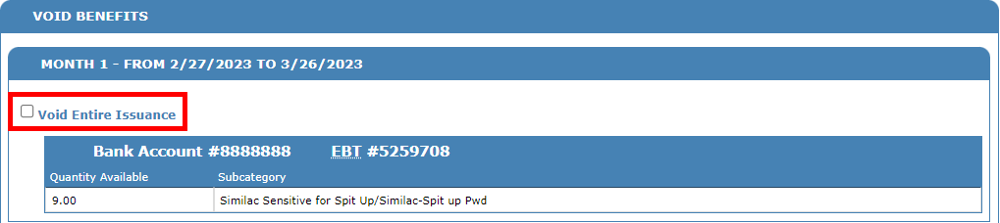 VOID BENEFITS
MONTH 1 - FROM 2/27/2023 TO 3/26/2023
Void Entire Issuance
Bank Account #8888888 EBT #5259708
Quantity Available Subcategory
9.00 Similac Sensitive for Spit Up/Similac-Spit up Pwd